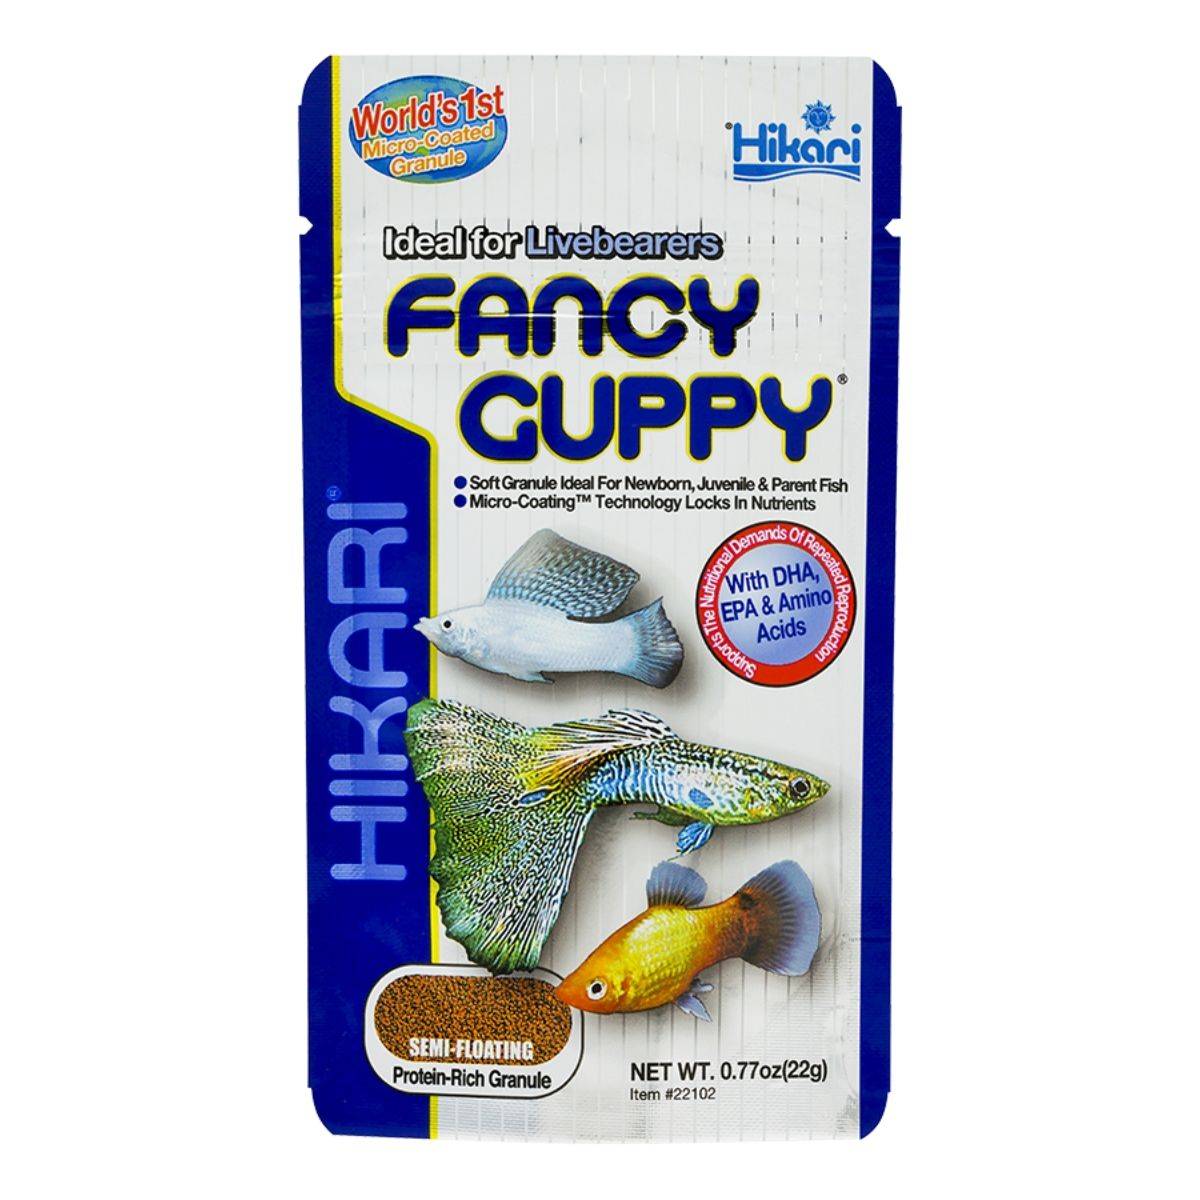 World's 1st
Micro-Coated
Granule
®Hikari
Ideal for Livebearers
FANCY
GUPPY®
● Soft Granule Ideal For Newborn, Juvenile & Parent Fish
● Micro-Coating™ Technology Locks In Nutrients
HIKARI®
Supports The Nutritional Demands Of Repeated Reproduction
With DHA,
EPA & Amino
Acids
SEMI-FLOATING
Protein-Rich Granule
NET WT. 0.77oz(22g)
Item #22102